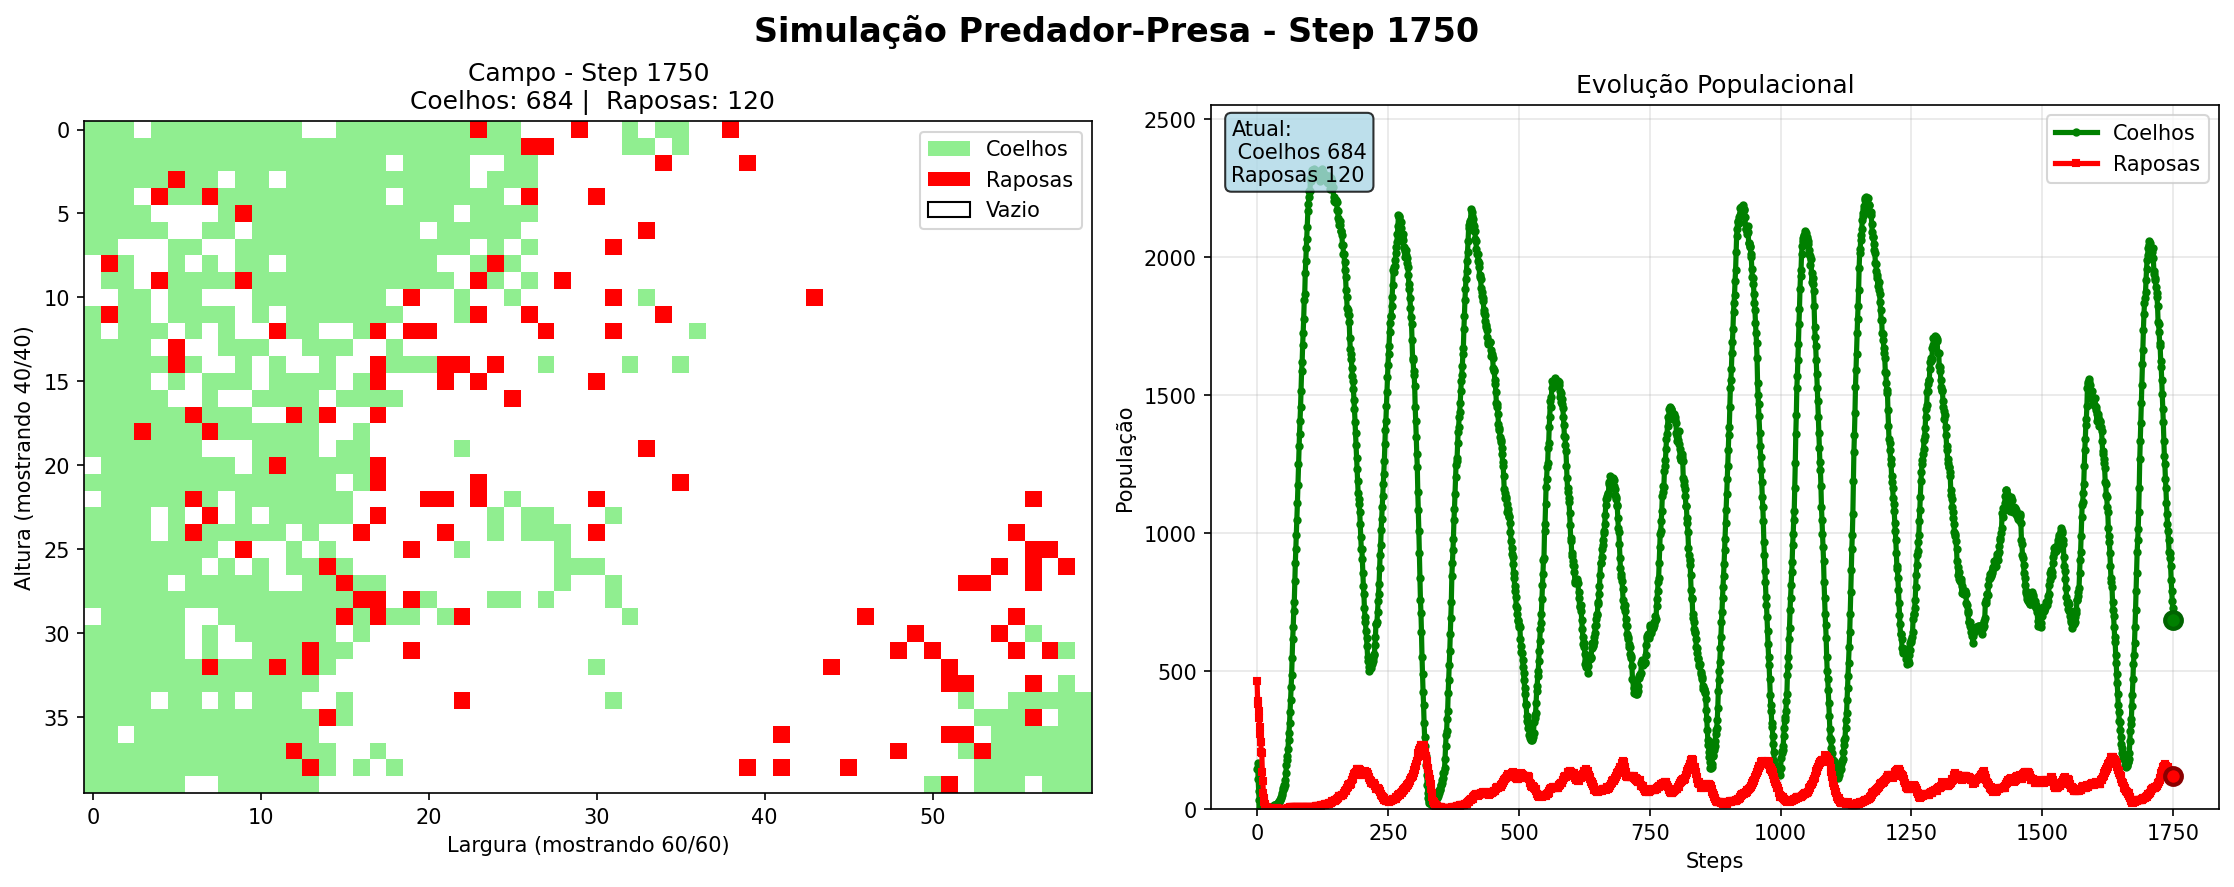 Simulação Predador-Presa - Step 1750
Campo - Step 1750
Coelhos: 684 |  Raposas: 120
Coelhos
Raposas
Vazio
0
5
10
15
20
25
30
35
Altura (mostrando 40/40)
0
10
20
30
40
50
Largura (mostrando 60/60)
Evolução Populacional
Atual:
Coelhos 684
Raposas 120
Coelhos
Raposas
2500
2000
1500
1000
500
0
População
0
250
500
750
1000
1250
1500
1750
Steps